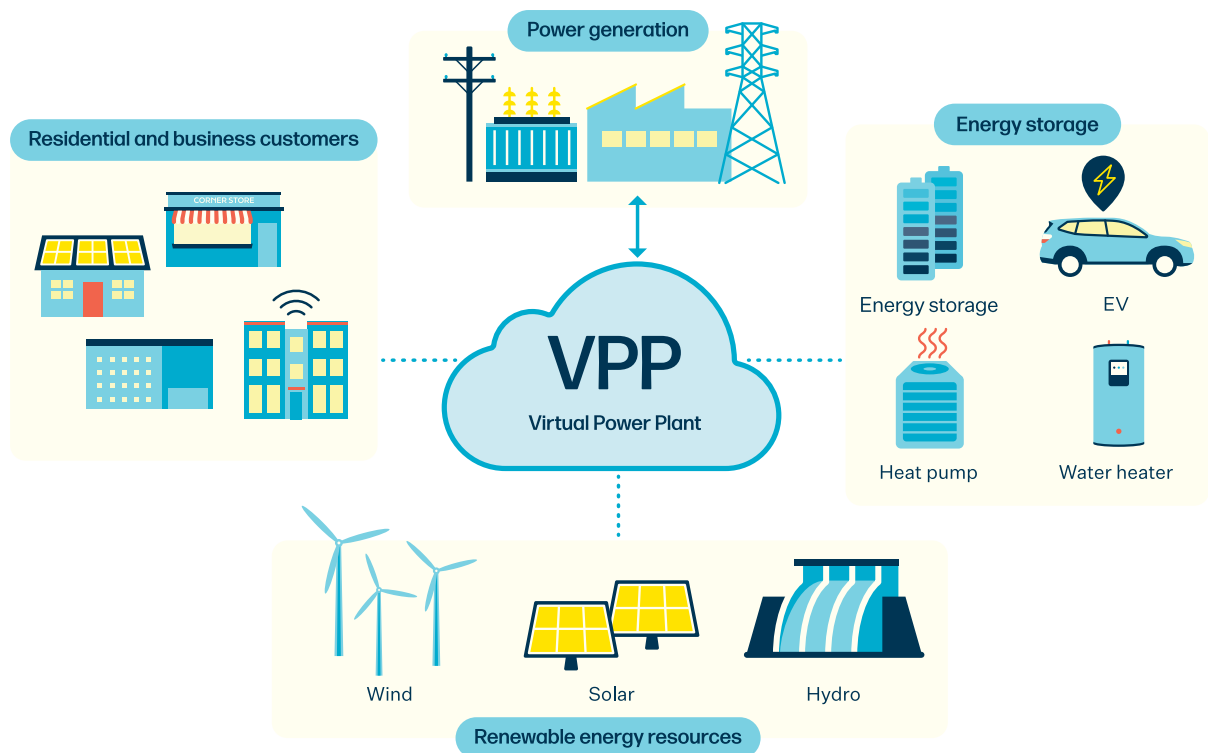 Power generation
Residential and business customers
CORNER STORE
Energy storage
Energy storage
EV
Heat pump
Water heater
VPP
Virtual Power Plant
Wind
Solar
Hydro
Renewable energy resources